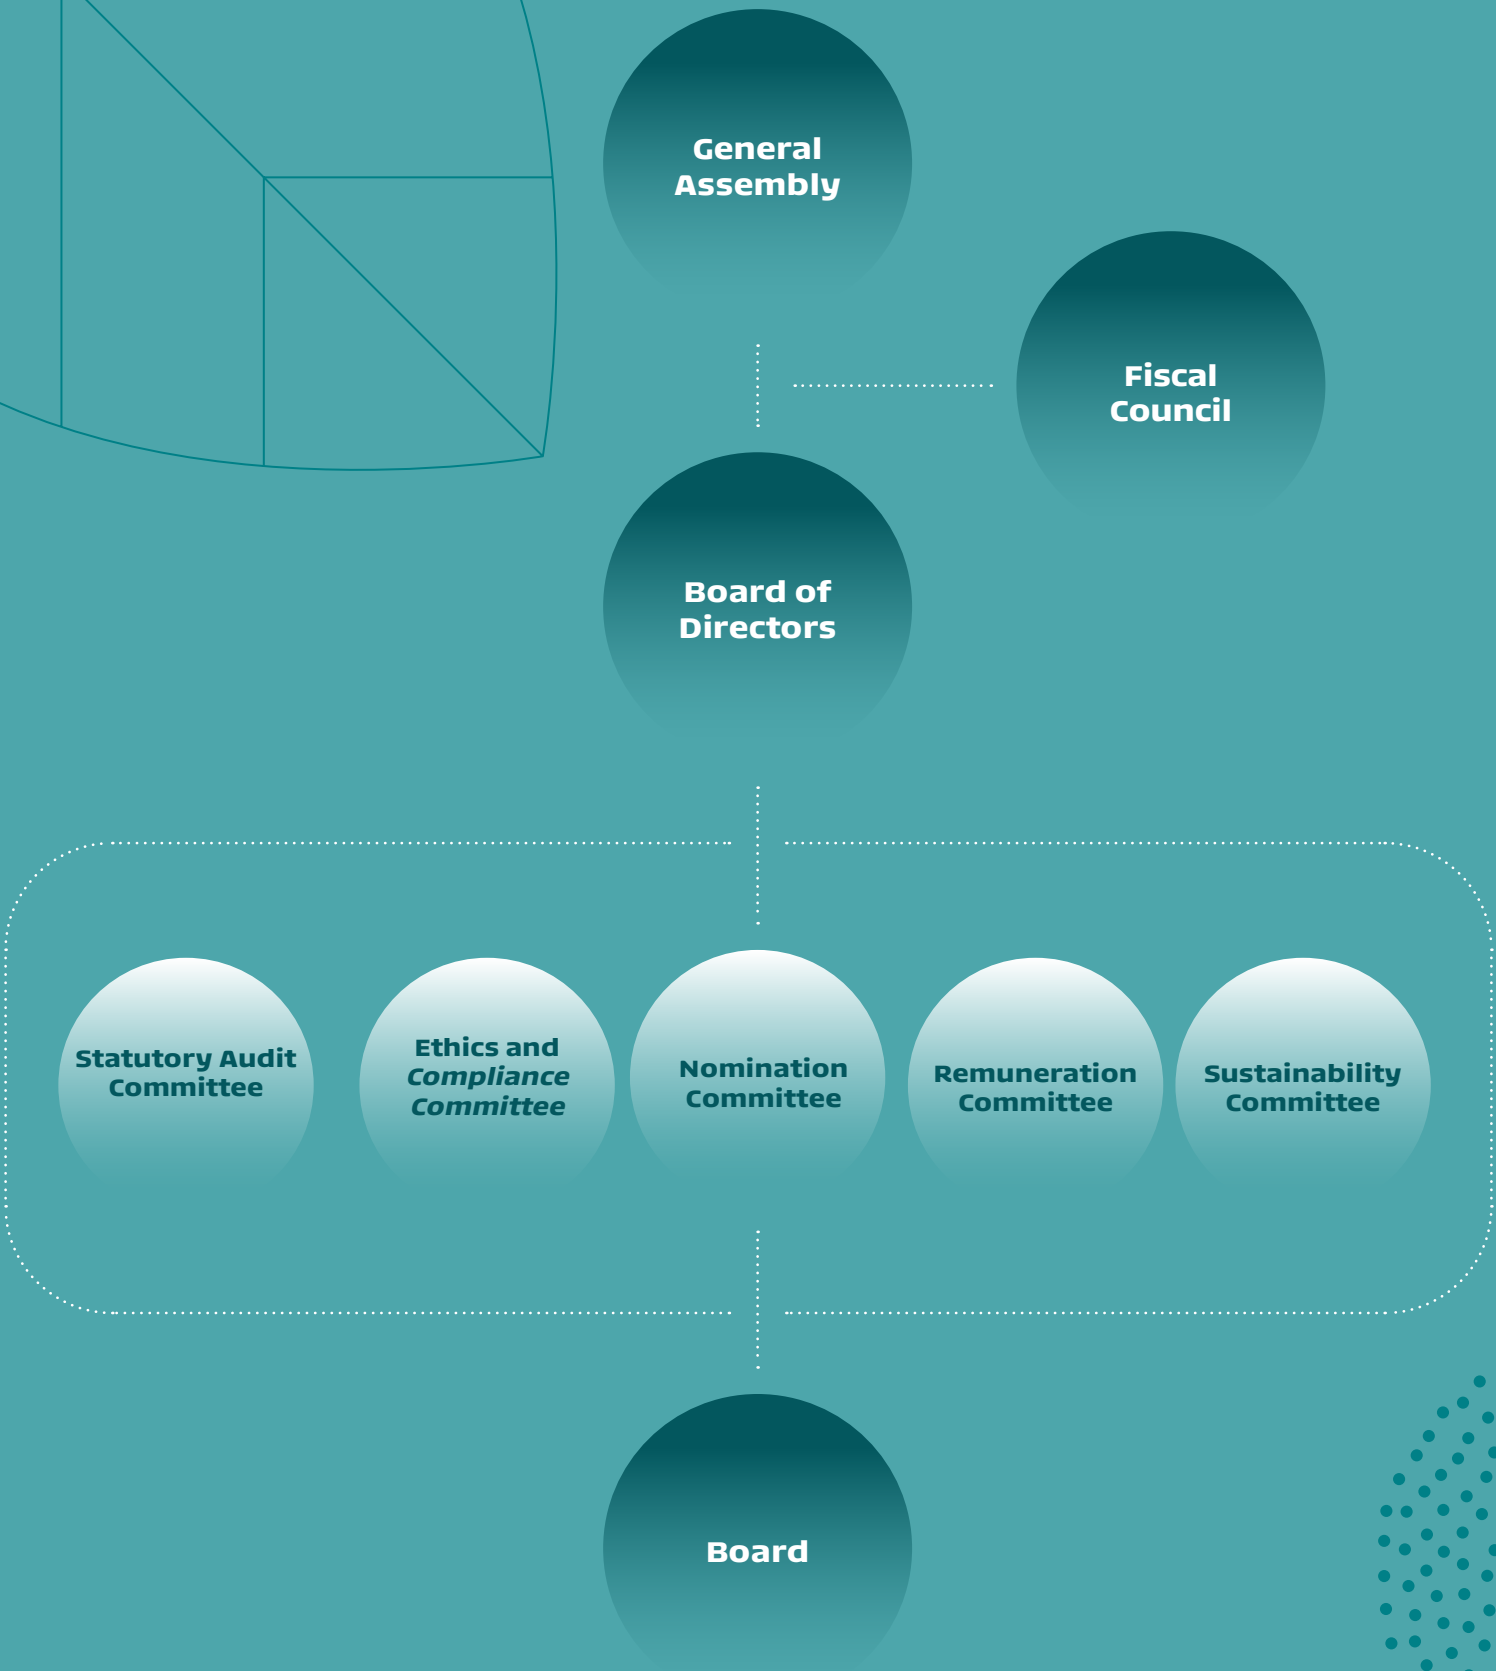 General
Assembly
Fiscal
Council
Board of
Directors
Statutory Audit
Committee
Ethics and
Compliance
Committee
Nomination
Committee
Remuneration
Committee
Sustainability
Committee
Board